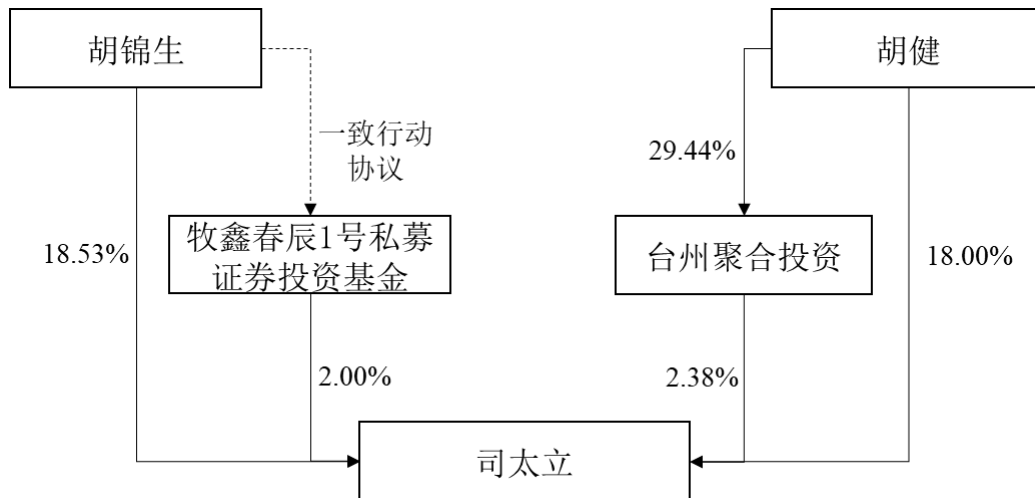 胡锦生
胡健
一致行动
协议
29.44%
牧鑫春辰1号私募
证券投资基金
台州聚合投资
18.53%
18.00%
2.00%
2.38%
司太立